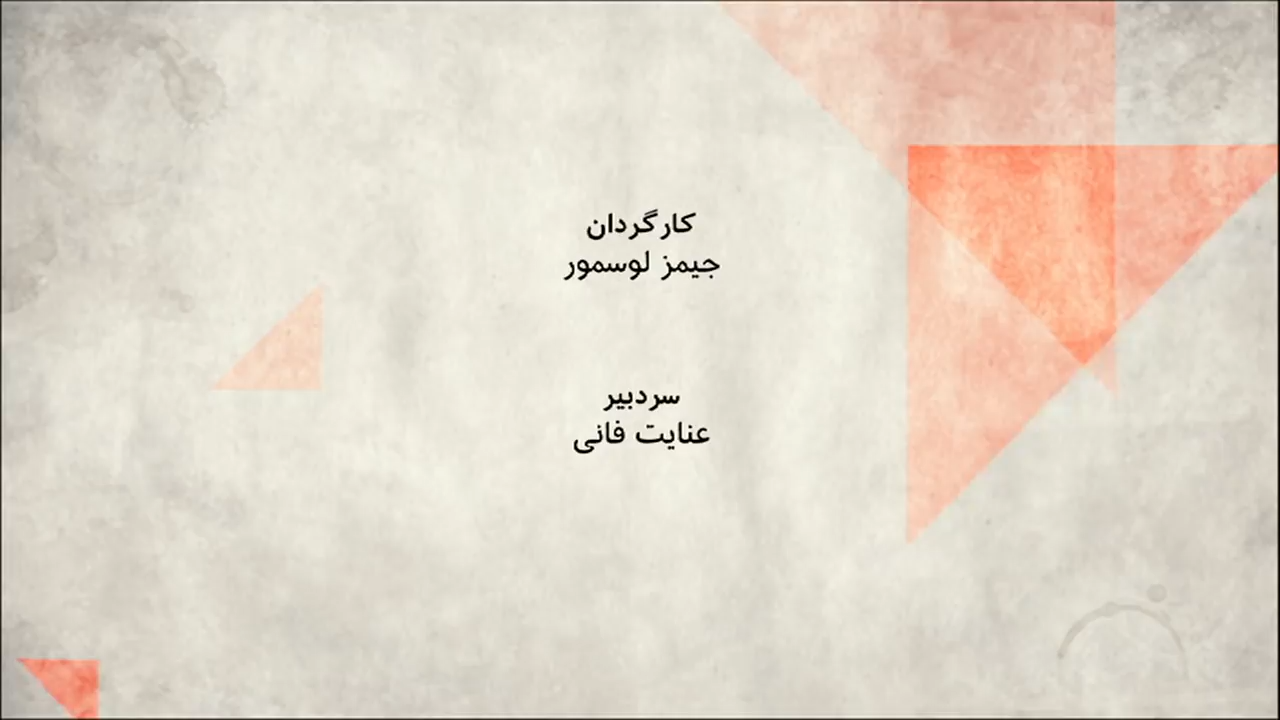 کارگردان
جیمز لوسمور
سردبیر
عنایت فانی